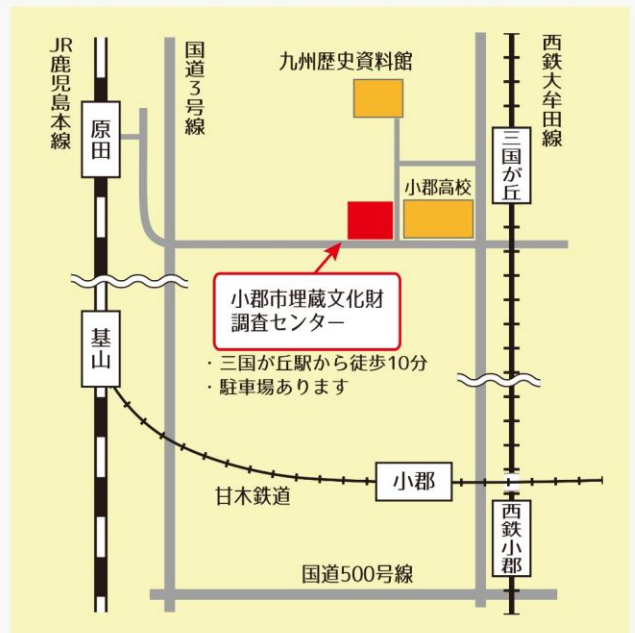 JR鹿児島本線
国道3号線
九州歴史資料館
西鉄大牟田線
原田
三国が丘
小郡高校
小郡市埋蔵文化財
調査センター
・三国が丘駅から徒歩10分
・駐車場あります
基山
甘木鉄道
小郡
西鉄小郡
国道500号線